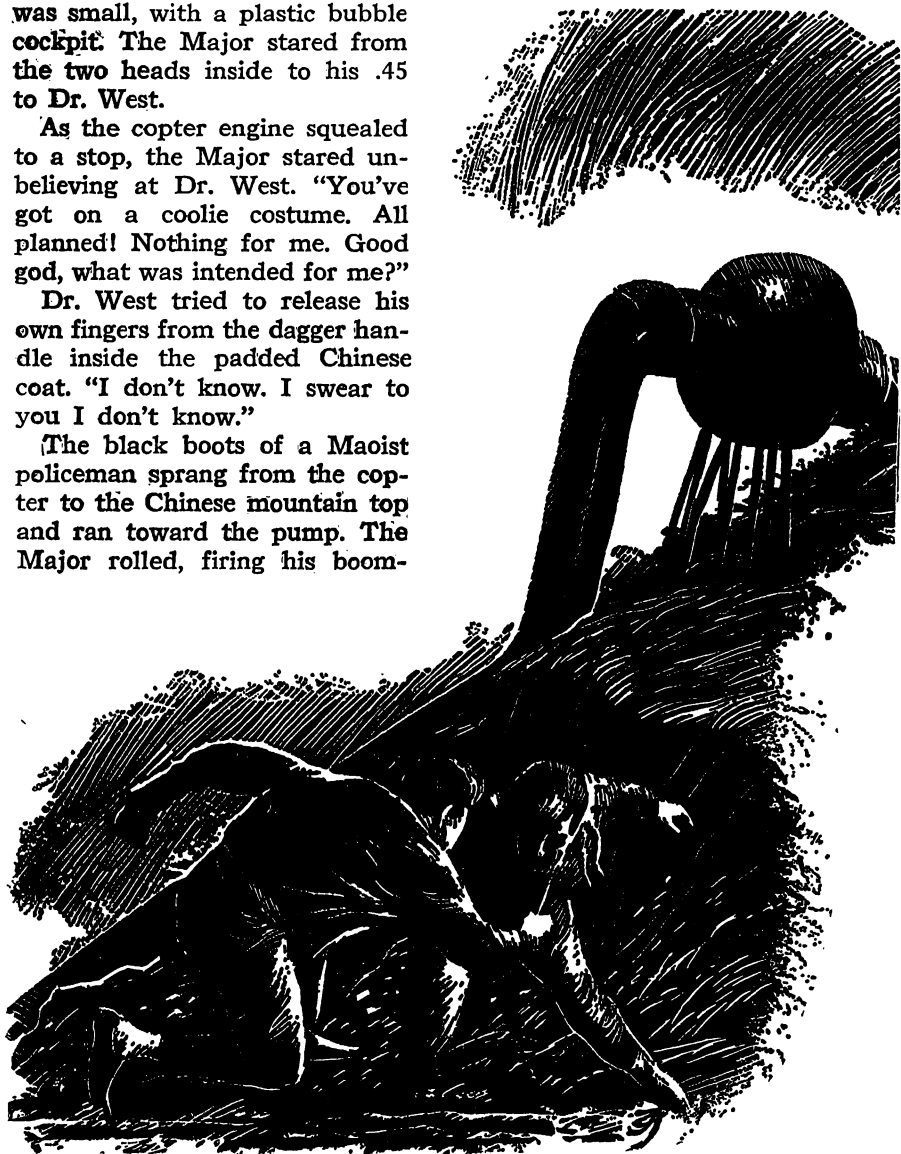 was small, with a plastic bubble
cockpit. The Major stared from
the two heads inside to his .45
to Dr. West.
As the copter engine squealed
to a stop, the Major stared un-
believing at Dr. West. “You’ve
got on a coolie costume. All
planned! Nothing for me. Good
god, what was intended for me?”
Dr. West tried to release his
own fingers from the dagger han-
dle inside the padded Chinese
coat. “I don’t know. I swear to
you I don’t know.”
The black boots of a Maoist
policeman sprang from the cop-
ter to the Chinese mountain top
and ran toward the pump. The
Major rolled, firing his boom-